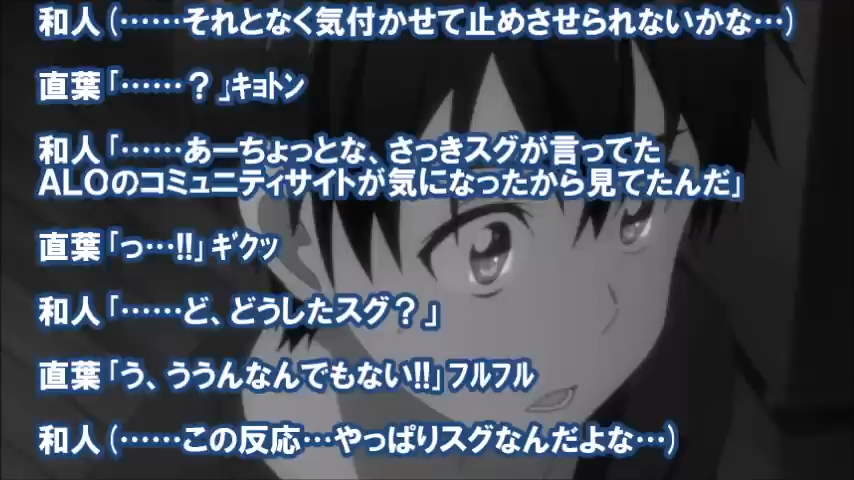 和人(……それとなく気付かせて止めさせられないかな…)
直葉「……？」ｷｮﾄﾝ
和人「……あーちょっとな、さっきスグが言ってた
ALOのコミュニティサイトが気になったから見てたんだ」
直葉「っ…!!」ｷﾞｸｯ
和人「……ど、どうしたスグ？」
直葉「う、ううんなんでもない!!」ﾌﾙﾌﾙ
和人(……この反応…やっぱりスグなんだよな…)